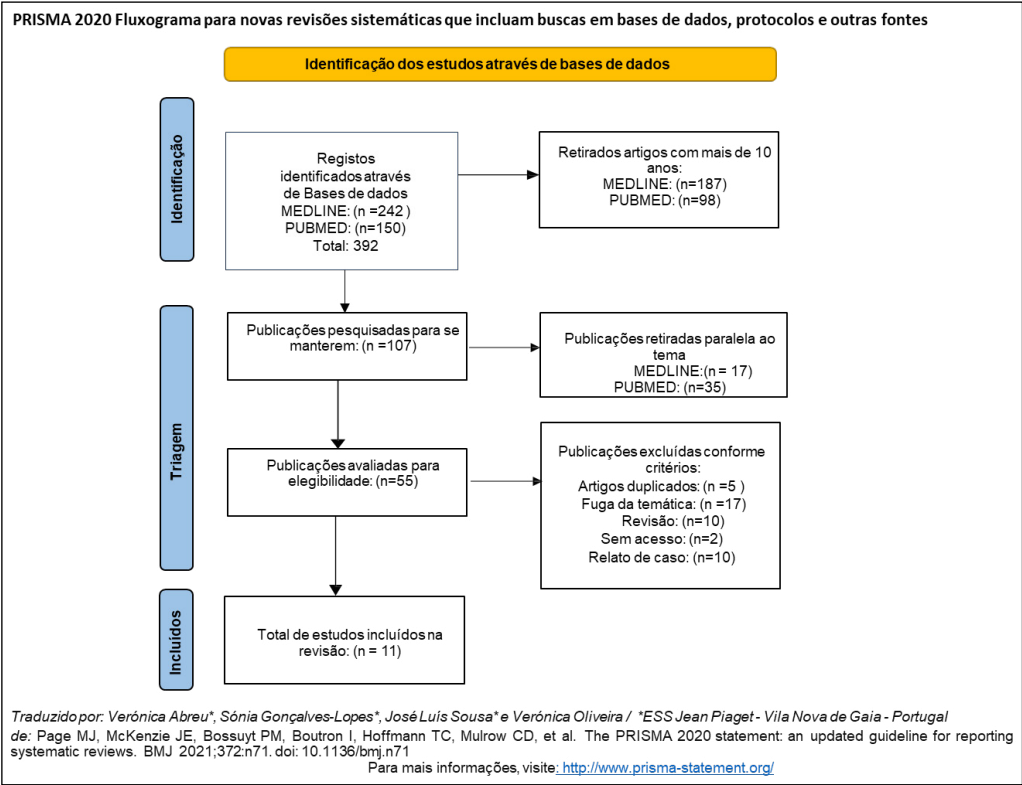 PRISMA 2020 Fluxograma para novas revisões sistemáticas que incluam buscas em bases de dados, protocolos e outras fontes
Identificação dos estudos através de bases de dados
Identificação
Registos
identificados através
de Bases de dados
MEDLINE: (n =242 )
PUBMED: (n=150)
Total: 392
Retirados artigos com mais de 10
anos:
MEDLINE: (n=187)
PUBMED: (n=98)
Triagem
Publicações pesquisadas para se
manterem: (n =107)
Publicações retiradas paralela ao
tema
MEDLINE:(n = 17)
PUBMED: (n=35)
Publicações avaliadas para
elegibilidade: (n=55)
Publicações excluídas conforme
critérios:
Artigos duplicados: (n =5 )
Fuga da temática: (n =17)
Revisão: (n=10)
Sem acesso: (n=2)
Relato de caso: (n=10)
Incluídos
Total de estudos incluídos na
revisão: (n = 11)
Traduzido por: Verónica Abreu*, Sónia Gonçalves-Lopes*, José Luís Sousa* e Verónica Oliveira / *ESS Jean Piaget - Vila Nova de Gaia - Portugal
de: Page MJ, McKenzie JE, Bossuyt PM, Boutron I, Hoffmann TC, Mulrow CD, et al. The PRISMA 2020 statement: an updated guideline for reporting
systematic reviews. BMJ 2021;372:n71. doi: 10.1136/bmj.n71
Para mais informações, visite: http://www.prisma-statement.org/